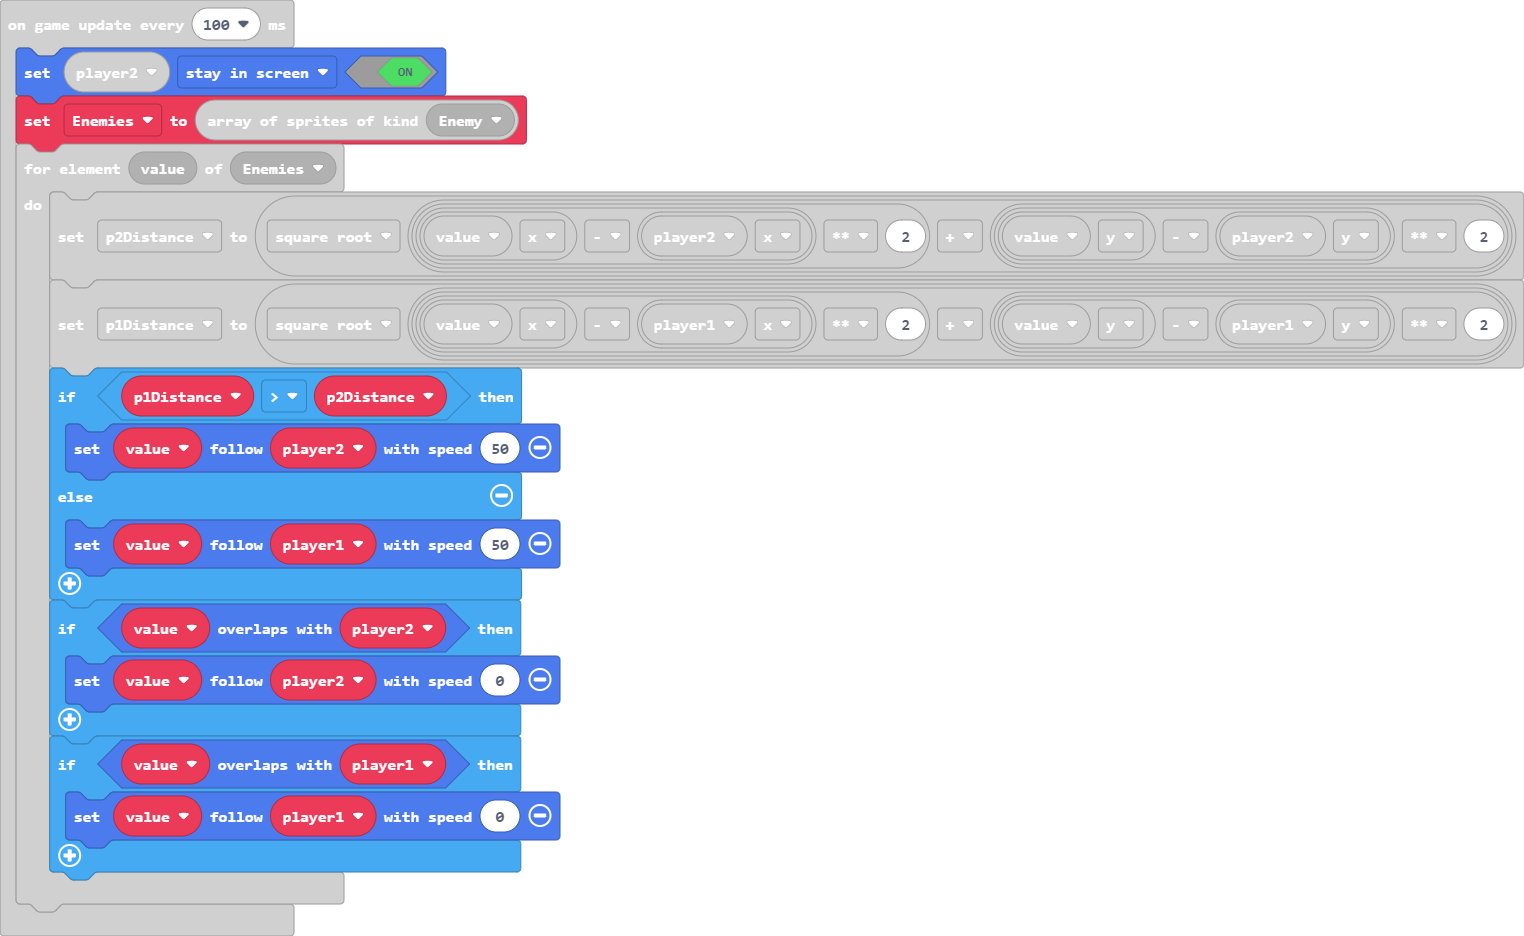 on game update every 100 ms
set player2 stay in screen ON
set Enemies to array of sprites of kind Enemy
for element value of Enemies
do
set p2Distance to square root value x - player2 x ** 2 + value y - player2 y ** 2
set p1Distance to square root value x - player1 x ** 2 + value y - player1 y ** 2
if p1Distance > p2Distance then
set value follow player2 with speed 50
else
set value follow player1 with speed 50
if value overlaps with player2 then
set value follow player2 with speed 0
if value overlaps with player1 then
set value follow player1 with speed 0